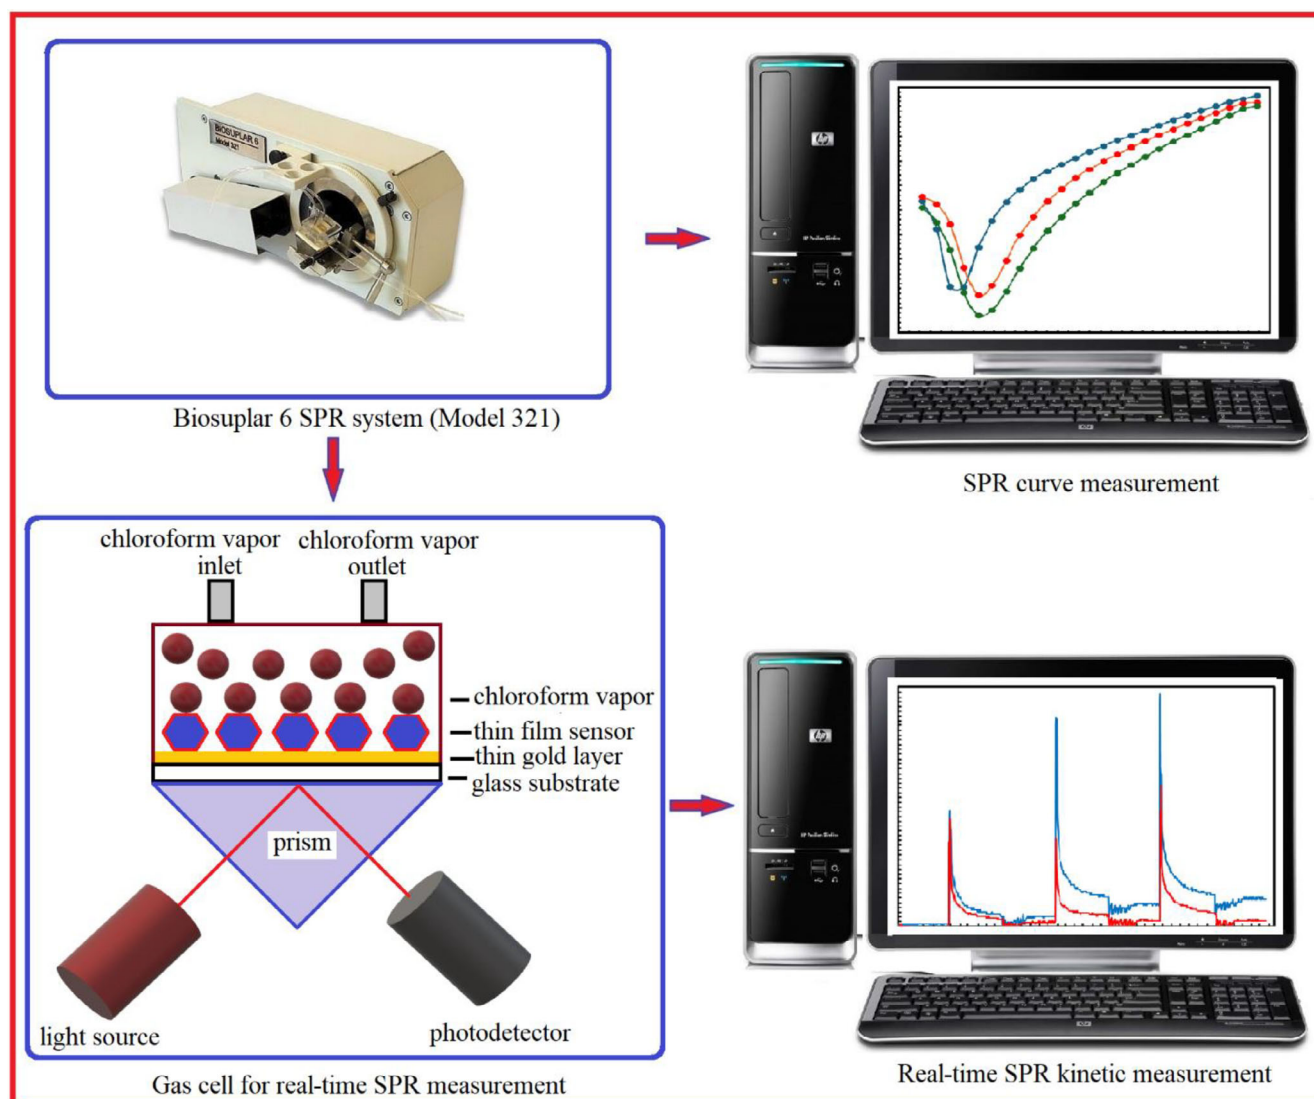 BIOSUPLAR 6
Model 321
hp
Biosuplar 6 SPR system (Model 321)
SPR curve measurement
chloroform vapor
inlet
chloroform vapor
outlet
chloroform vapor
thin film sensor
thin gold layer
glass substrate
prism
hp
light source
photodetector
Gas cell for real-time SPR measurement
Real-time SPR kinetic measurement